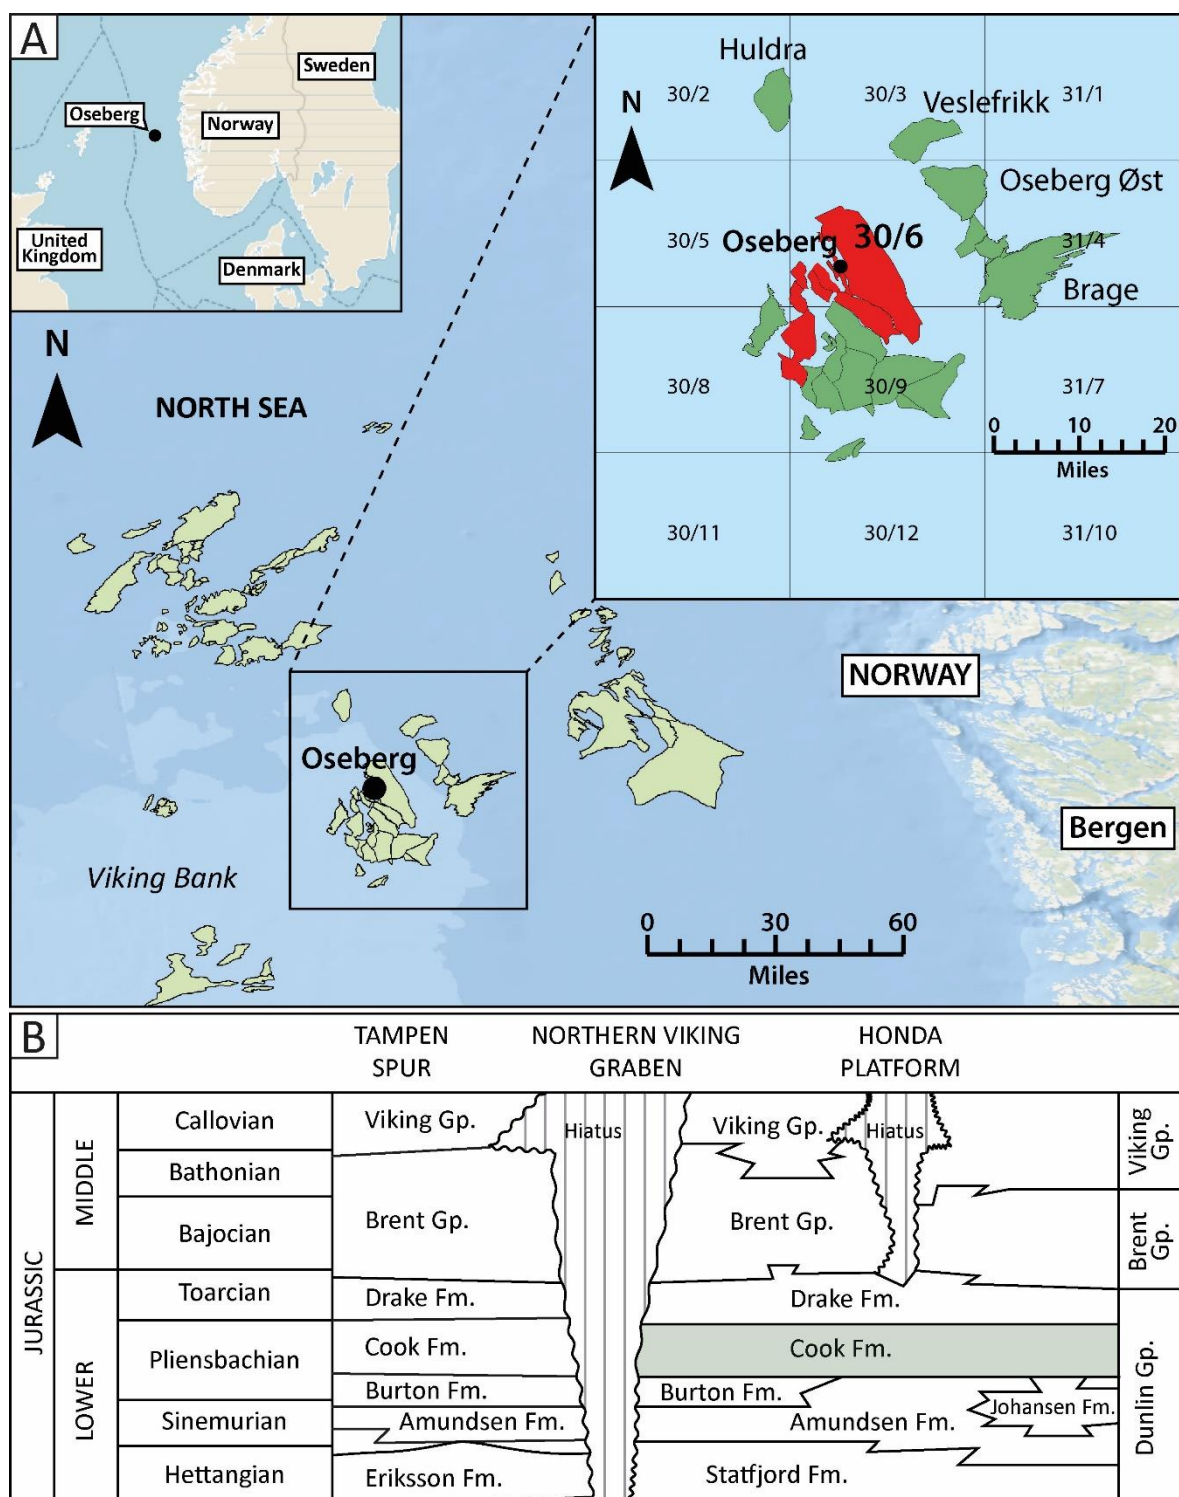 A
Sweden
Oseberg
Norway
United
Kingdom
Denmark
Huldra
N
30/2
30/3
31/1
Veslefrikk
Oseberg Øst
30/5
Oseberg
30/6
31/4
Brage
30/8
30/9
31/7
0 10 20
Miles
30/11
30/12
31/10
N
NORTH SEA
NORWAY
Oseberg
Bergen
Viking Bank
0 30 60
Miles
B
TAMPEN
SPUR
NORTHERN VIKING
GRABEN
HONDA
PLATFORM
JURASSIC
MIDDLE
LOWER
Callovian
Viking Gp.
Hiatus
Viking Gp.
Hiatus
Viking
Gp.
Bathonian
Bajocian
Brent Gp.
Brent Gp.
Brent
Gp.
Toarcian
Drake Fm.
Drake Fm.
Pliensbachian
Cook Fm.
Cook Fm.
Burton Fm.
Burton Fm.
Dunlin Gp.
Sinemurian
Amundsen Fm.
Amundsen Fm.
Johansen Fm.
Hettangian
Eriksson Fm.
Statfjord Fm.